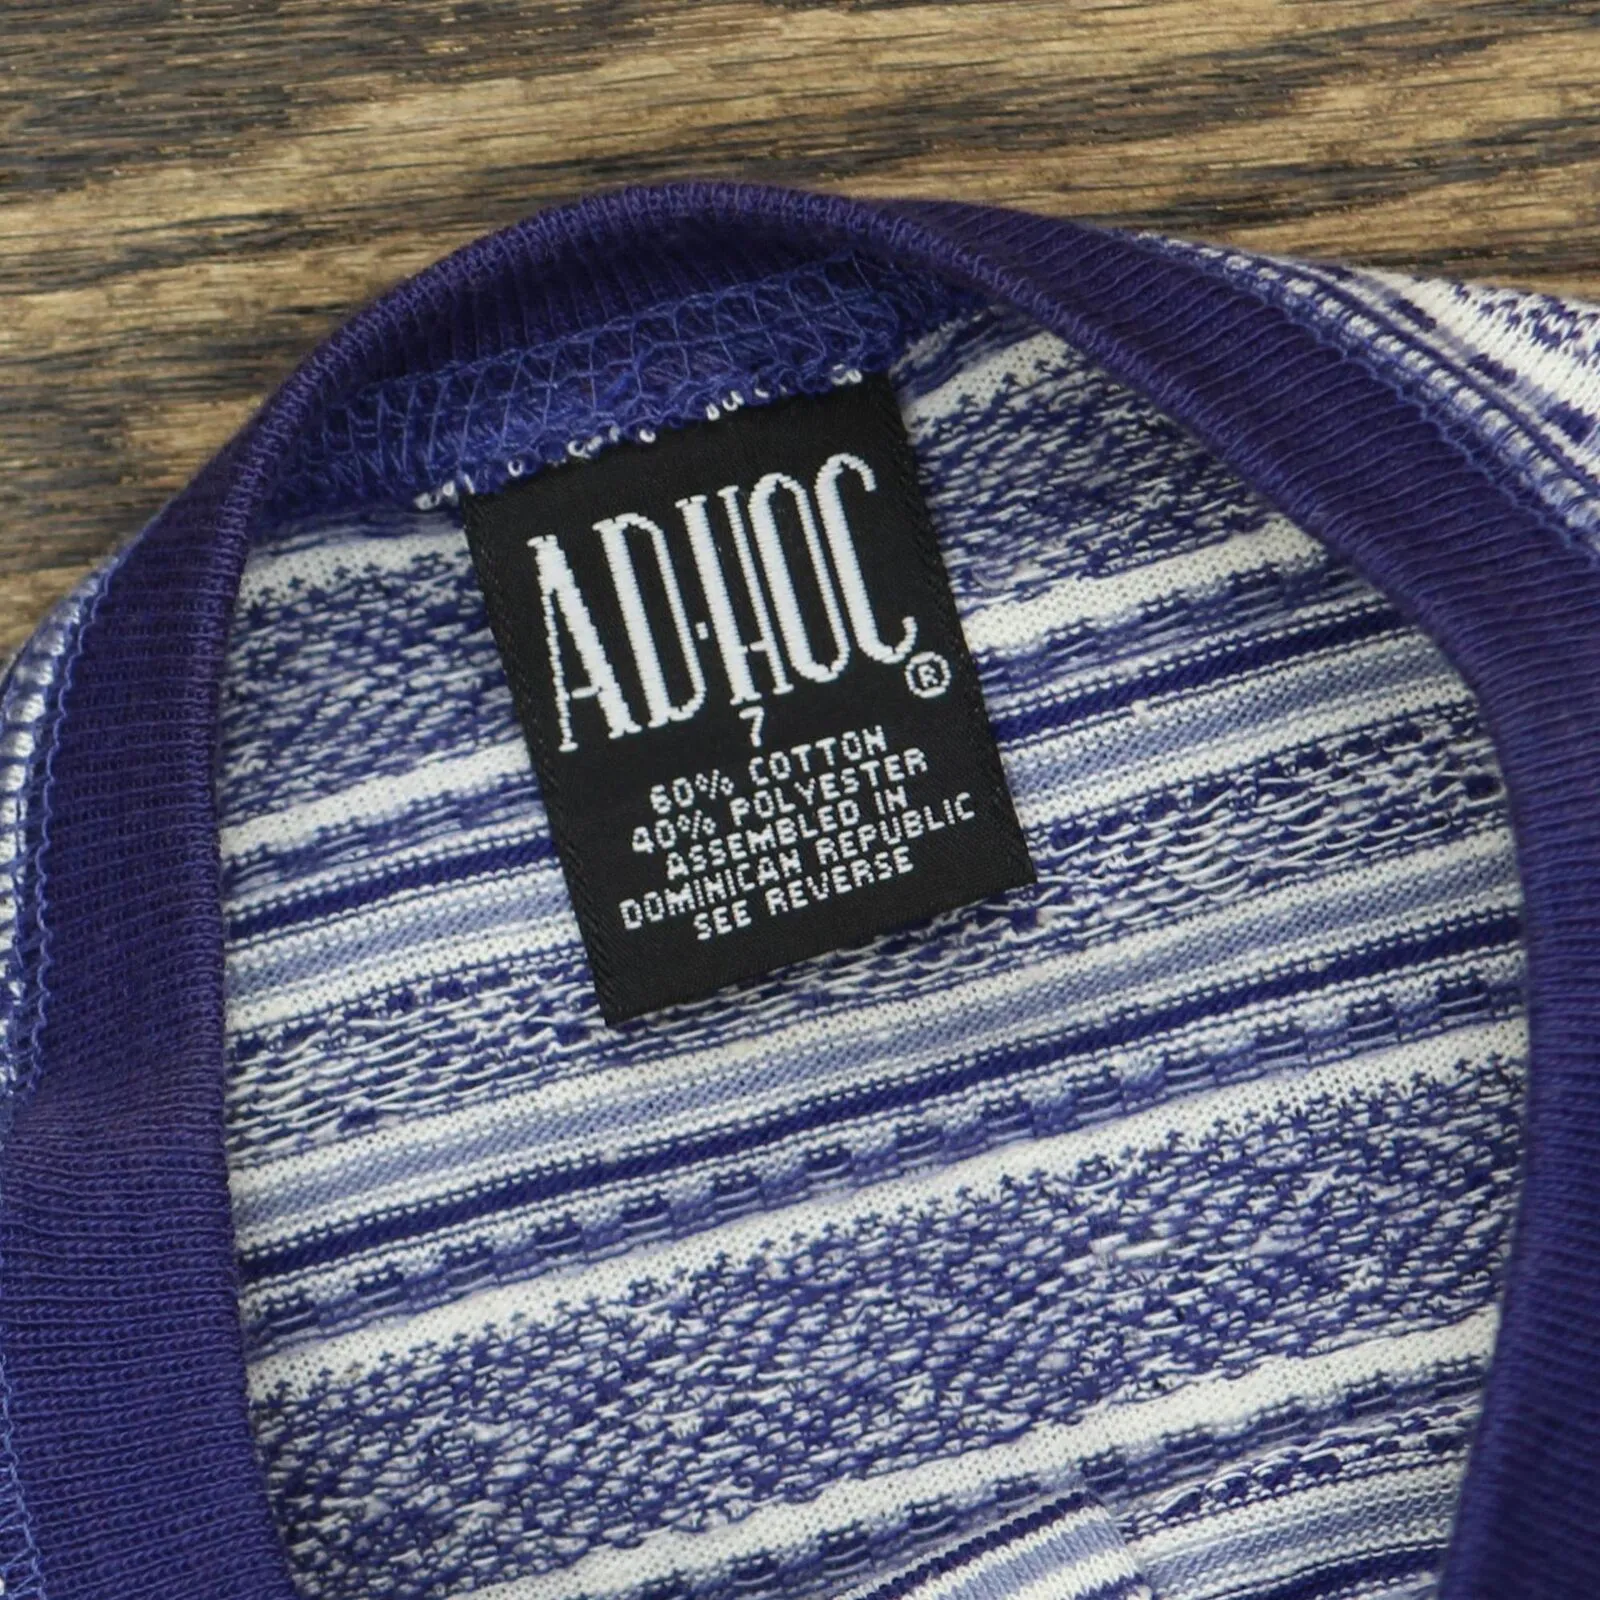 AD·HOC®
7
60% COTTON
40% POLYESTER
ASSEMBLED IN
DOMINICAN REPUBLIC
SEE REVERSE